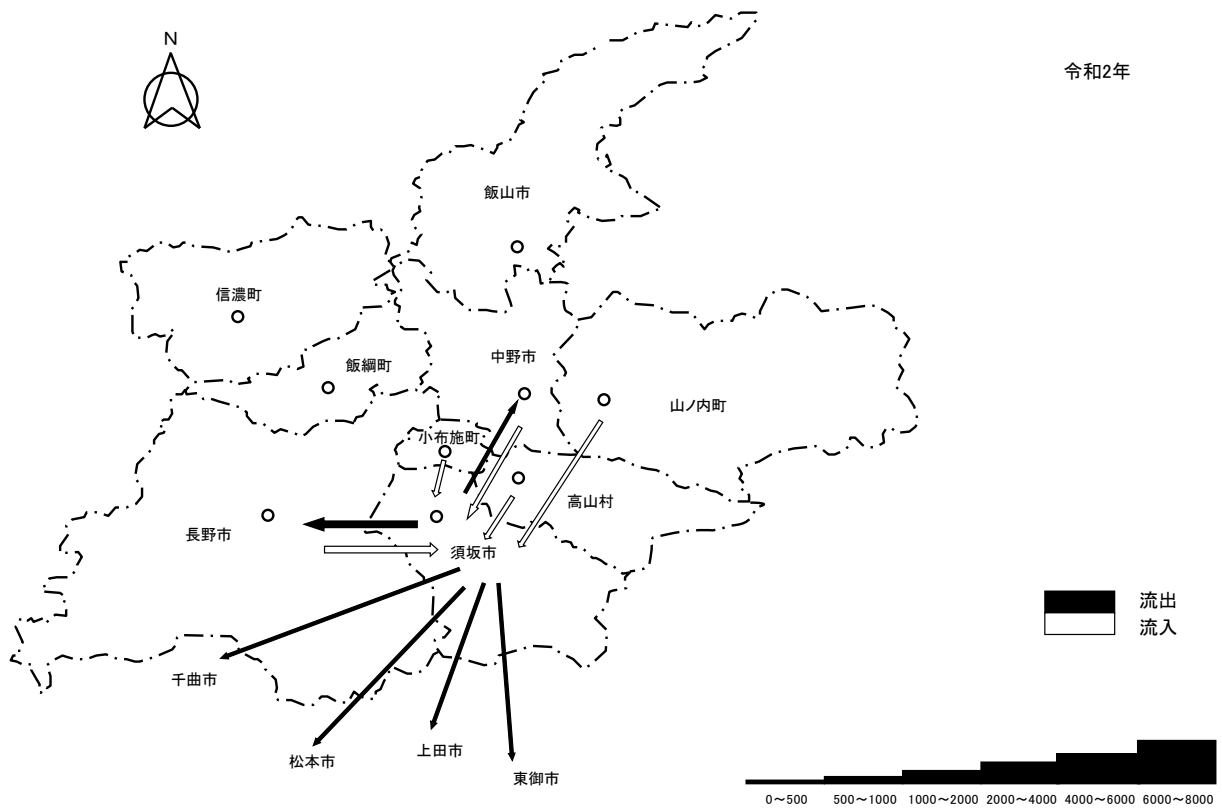 N
令和2年
飯山市
信濃町
飯綱町
中野市
山ノ内町
小布施町
高山村
長野市
須坂市
流出
流入
千曲市
松本市
上田市
東御市
0～500
500～1000
1000～2000
2000～4000
4000～6000
6000～8000